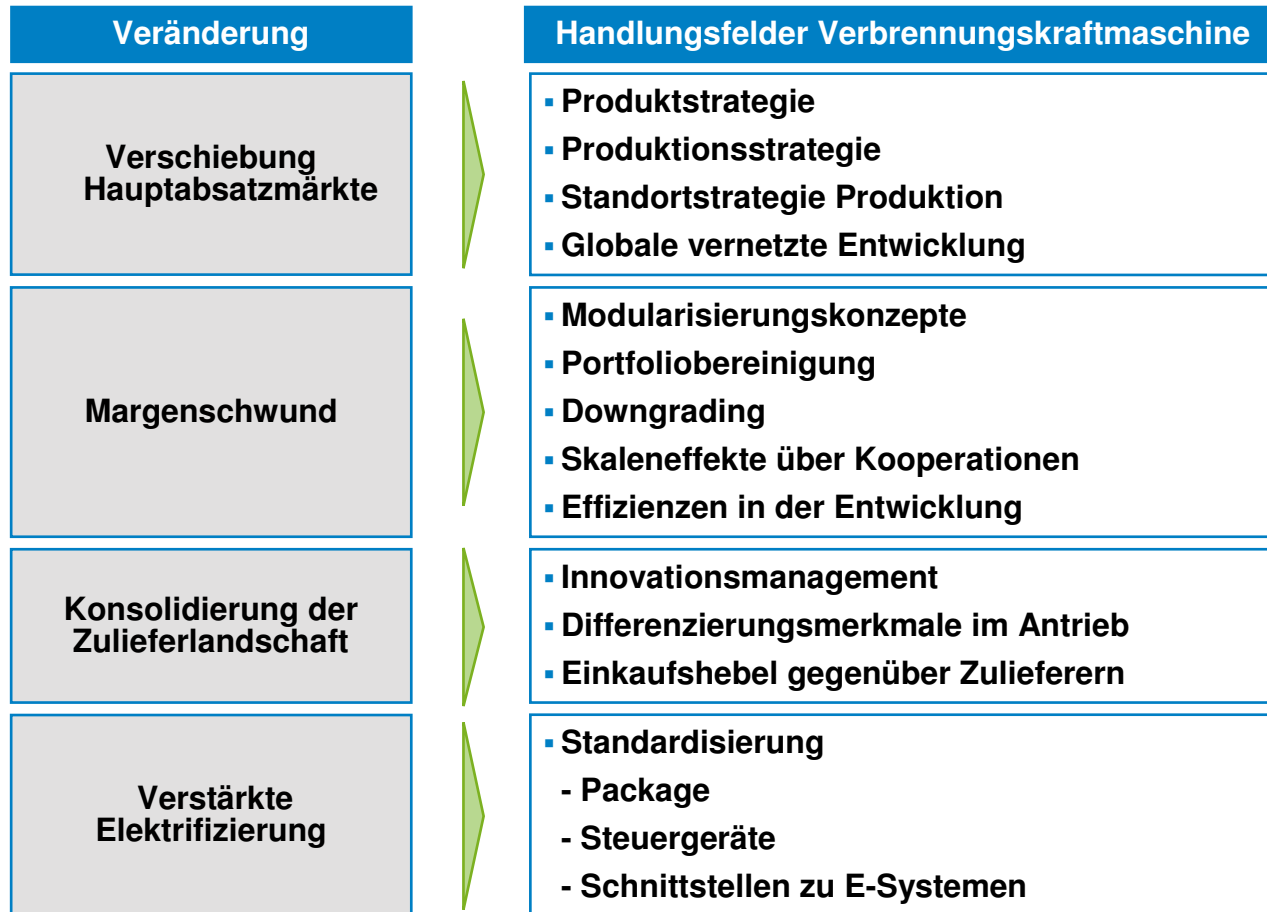 Veränderung
Handlungsfelder Verbrennungskraftmaschine
Verschiebung
Hauptabsatzmärkte
▪ Produktstrategie
▪ Produktionsstrategie
▪ Standortstrategie Produktion
▪ Globale vernetzte Entwicklung
Margenschwund
▪ Modularisierungskonzepte
▪ Portfoliobereinigung
▪ Downgrading
▪ Skaleneffekte über Kooperationen
▪ Effizienzen in der Entwicklung
Konsolidierung der
Zulieferlandschaft
▪ Innovationsmanagement
▪ Differenzierungsmerkmale im Antrieb
▪ Einkaufshebel gegenüber Zulieferern
Verstärkte
Elektrifizierung
▪ Standardisierung
- Package
- Steuergeräte
- Schnittstellen zu E-Systemen